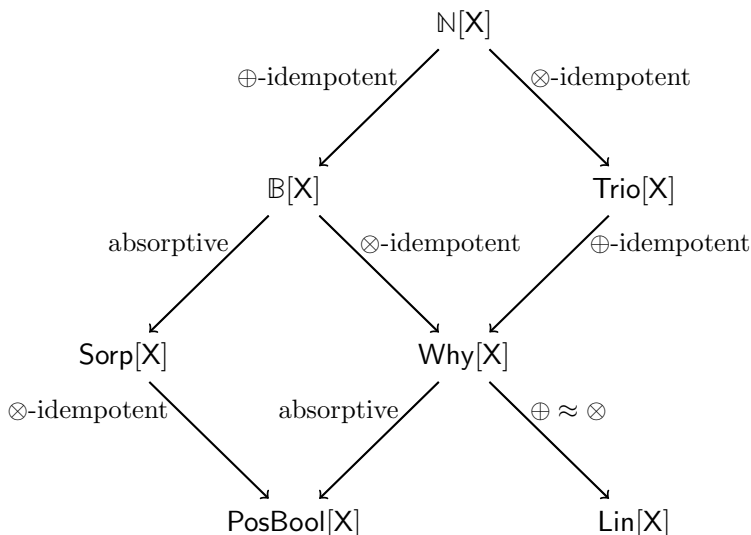 ℕ[X]
⊕-idempotent ⊗-idempotent
𝔹[X] Trio[X]
absorptive ⊗-idempotent ⊕-idempotent
Sorp[X] Why[X]
⊗-idempotent absorptive ⊕ ≈ ⊗
PosBool[X] Lin[X]